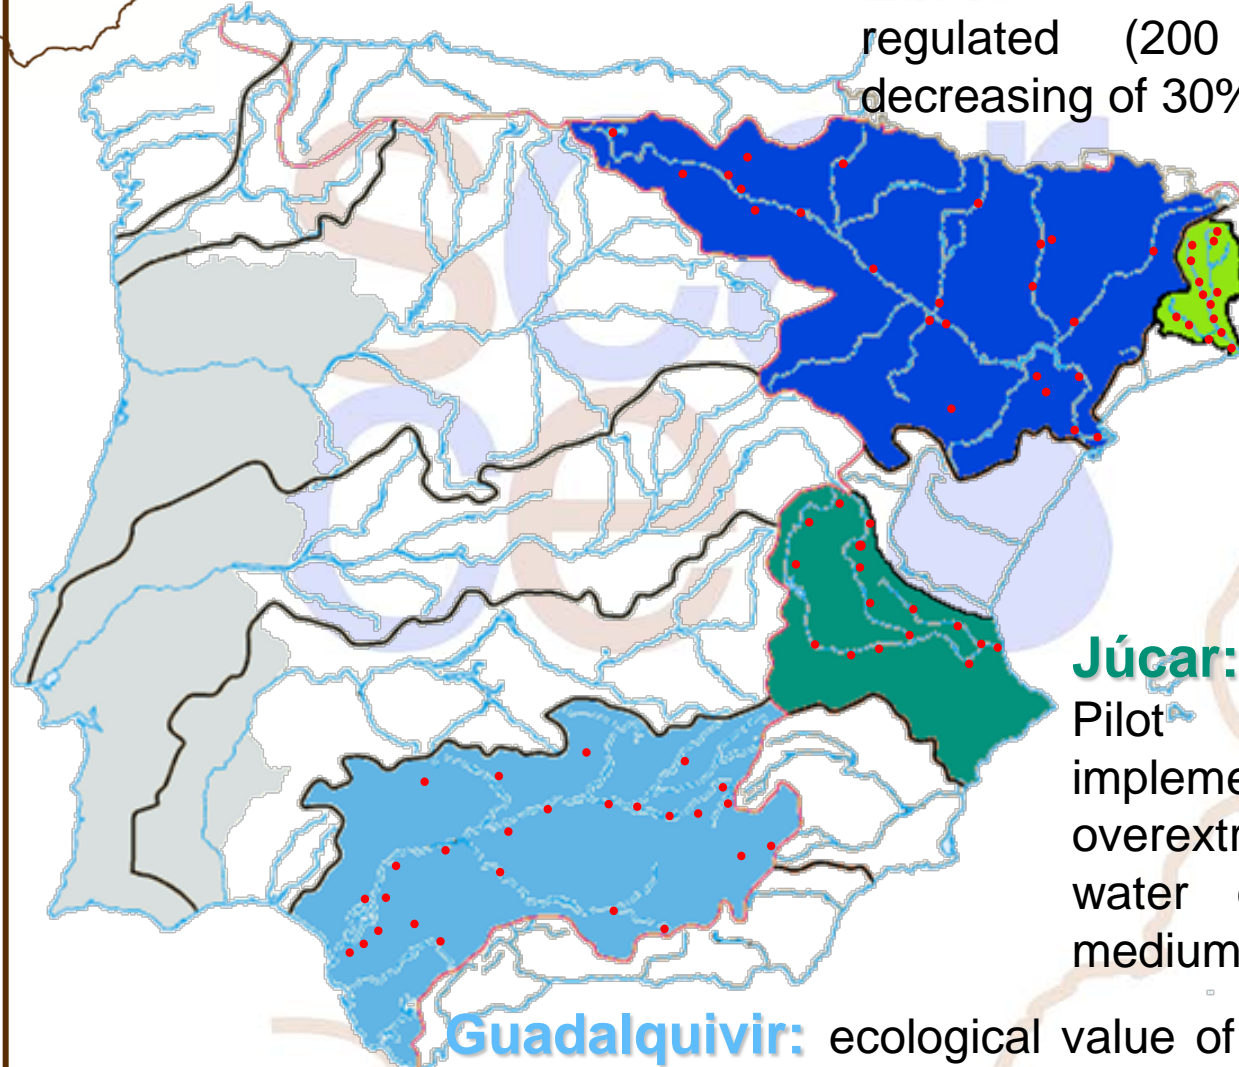 regulated (200
decreasing of 30%
Júcar:
Pilot
impleme
overextr
water
medium
Guadalquivir: ecological value of